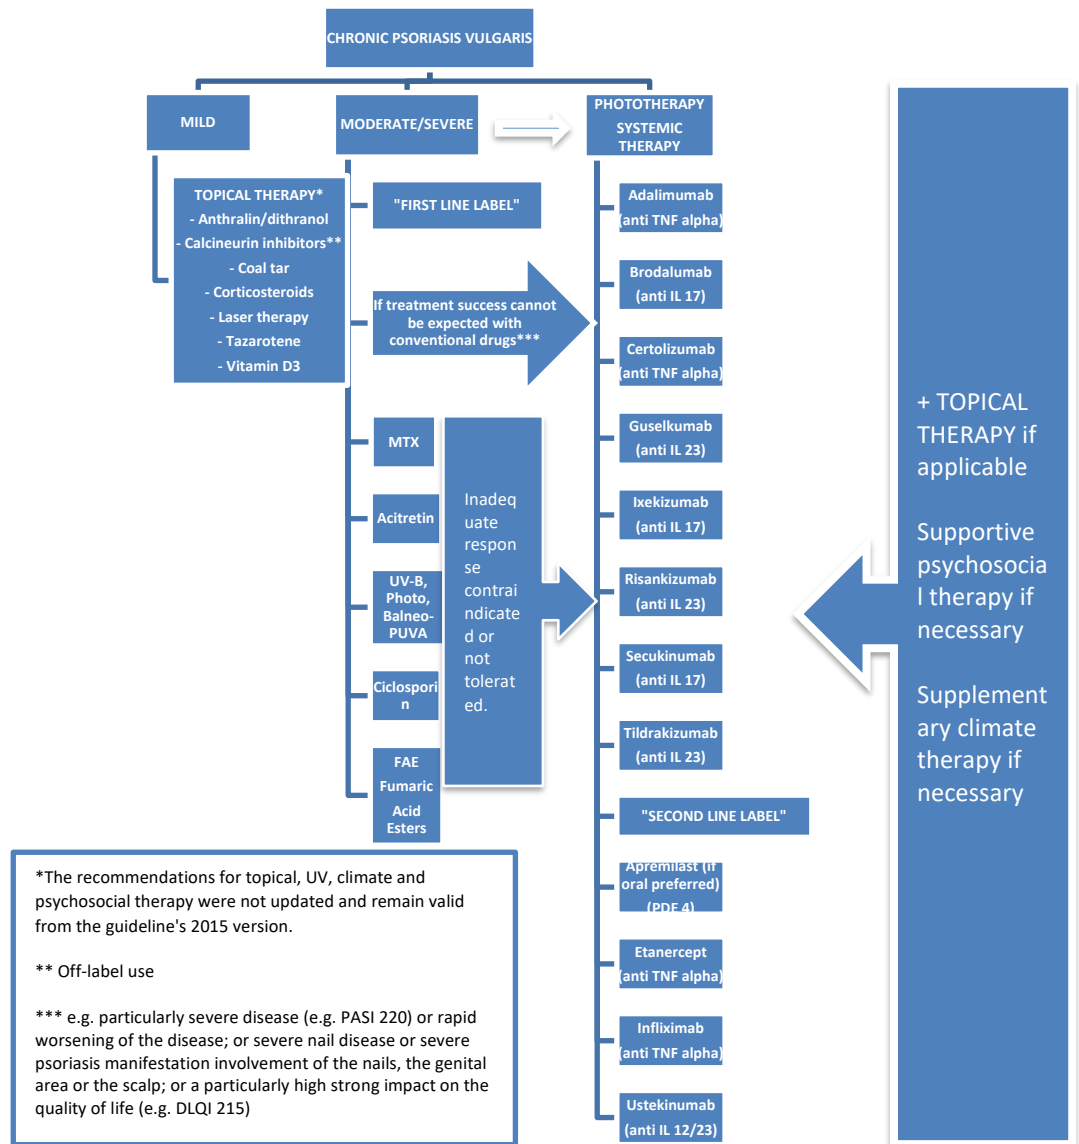 CHRONIC PSORIASIS VULGARIS
MILD
MODERATE/SEVERE
PHOTOTHERAPY
SYSTEMIC
THERAPY
TOPICAL THERAPY*
- Anthralin/dithranol
- Calcineurin inhibitors**
- Coal tar
- Corticosteroids
- Laser therapy
- Tazarotene
- Vitamin D3
"FIRST LINE LABEL"
If treatment success cannot
be expected with
conventional drugs***
MTX
Acitretin
UV-B,
Photo,
Balneo-
PUVA
Ciclospori
n
FAE
Fumaric
Acid
Esters
Inadeq
uate
respon
se
contrai
ndicate
d or
not
tolerat
ed.
Adalimumab
(anti TNF alpha)
Brodalumab
(anti IL 17)
Certolizumab
(anti TNF alpha)
Guselkumab
(anti IL 23)
Ixekizumab
(anti IL 17)
Risankizumab
(anti IL 23)
Secukinumab
(anti IL 17)
Tildrakizumab
(anti IL 23)
"SECOND LINE LABEL"
Apremilast (if
oral preferred)
(PDE 4)
Etanercept
(anti TNF alpha)
Infliximab
(anti TNF alpha)
Ustekinumab
(anti IL 12/23)
+ TOPICAL
THERAPY if
applicable
Supportive
psychosocia
l therapy if
necessary
Supplement
ary climate
therapy if
necessary
*The recommendations for topical, UV, climate and
psychosocial therapy were not updated and remain valid
from the guideline's 2015 version.
** Off-label use
*** e.g. particularly severe disease (e.g. PASI 220) or rapid
worsening of the disease; or severe nail disease or severe
psoriasis manifestation involvement of the nails, the genital
area or the scalp; or a particularly high strong impact on the
quality of life (e.g. DLQI 215)